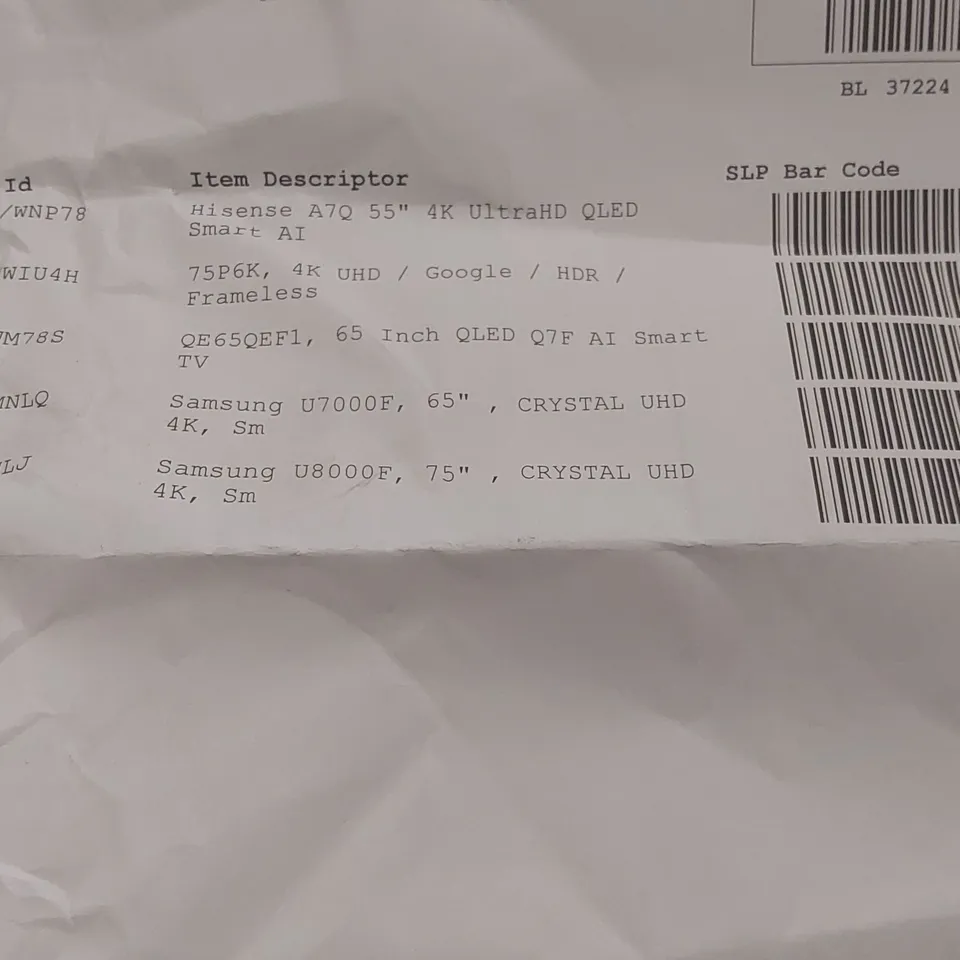 BL 37224
Id Item Descriptor SLP Bar Code
/WNP78 Hisense A7Q 55" 4K UltraHD QLED
Smart AI
WIU4H 75P6K, 4K UHD / Google / HDR /
Frameless
M78S QE65QEF1, 65 Inch QLED Q7F AI Smart
TV
NLQ Samsung U7000F, 65" , CRYSTAL UHD
4K, Sm
LJ Samsung U8000F, 75" , CRYSTAL UHD
4K, Sm